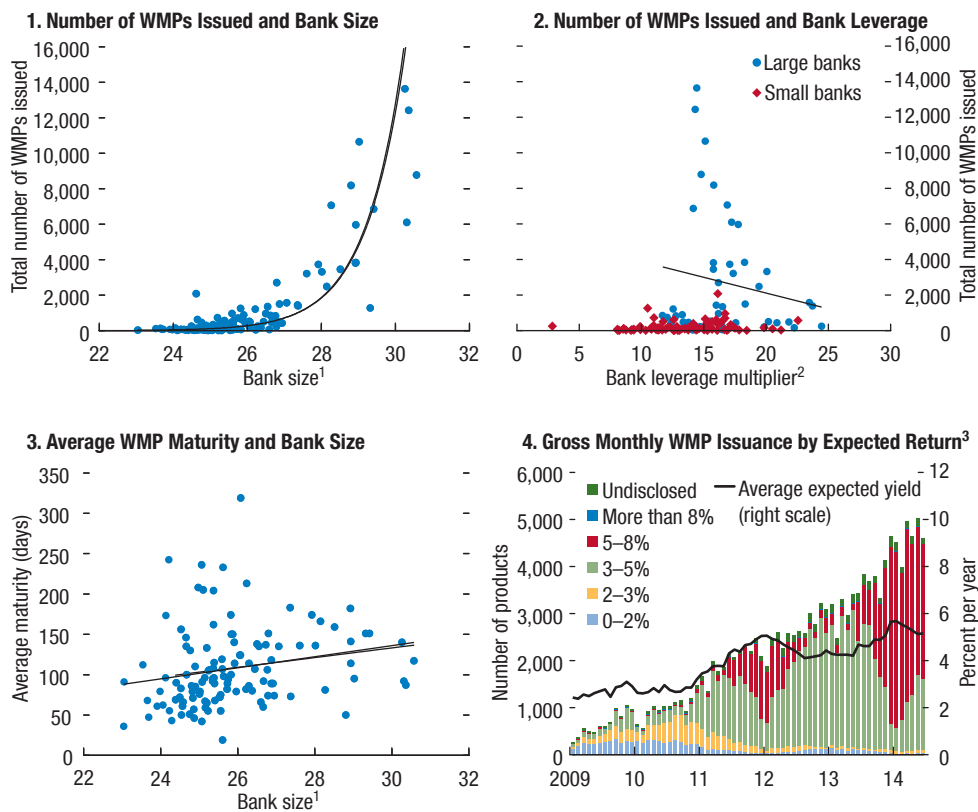 1. Number of WMPs Issued and Bank Size
Total number of WMPs issued
16,000
14,000
12,000
10,000
8,000
6,000
4,000
2,000
0
22 24 26 28 30 32
Bank size¹
2. Number of WMPs Issued and Bank Leverage
Large banks
Small banks
16,000
14,000
12,000
10,000
8,000
6,000
4,000
2,000
0
Total number of WMPs issued
0 5 10 15 20 25 30
Bank leverage multiplier²
3. Average WMP Maturity and Bank Size
Average maturity (days)
350
300
250
200
150
100
50
0
22 24 26 28 30 32
Bank size¹
4. Gross Monthly WMP Issuance by Expected Return³
Number of products
6,000
5,000
4,000
3,000
2,000
1,000
0
Undisclosed
More than 8%
5–8%
3–5%
2–3%
0–2%
Average expected yield
(right scale)
12
10
8
6
4
2
0
Percent per year
2009 10 11 12 13 14